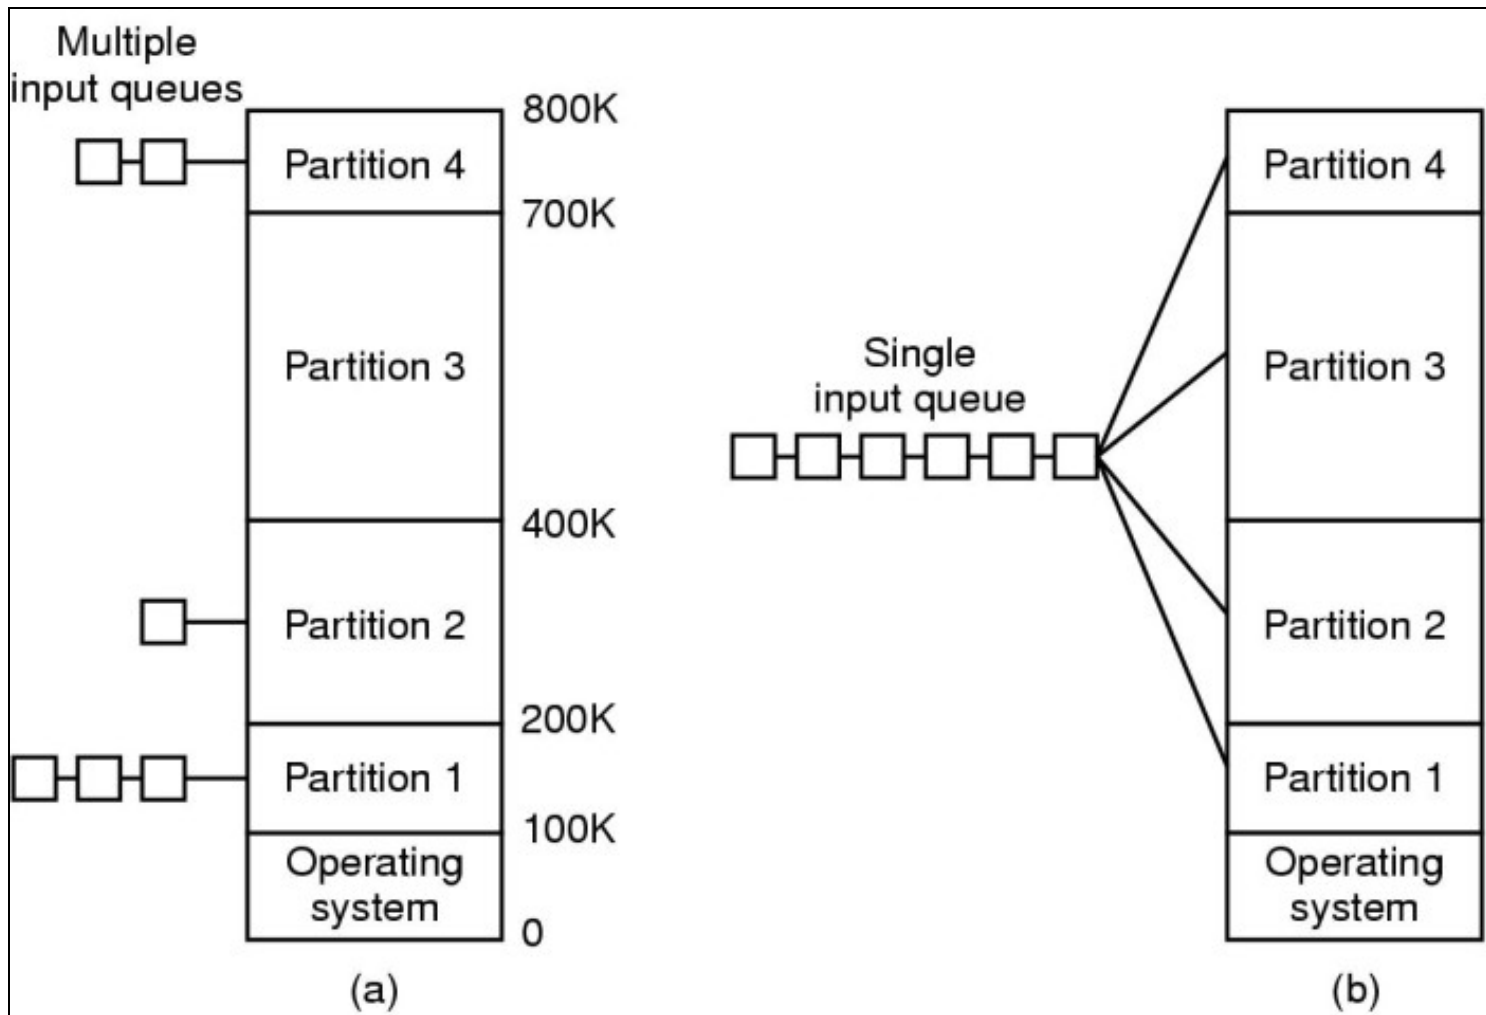 Multiple
input queues
800K
Partition 4
700K
Partition 3
400K
Partition 2
200K
Partition 1
100K
Operating
system
0
(a)
Single
input queue
Partition 4
Partition 3
Partition 2
Partition 1
Operating
system
(b)